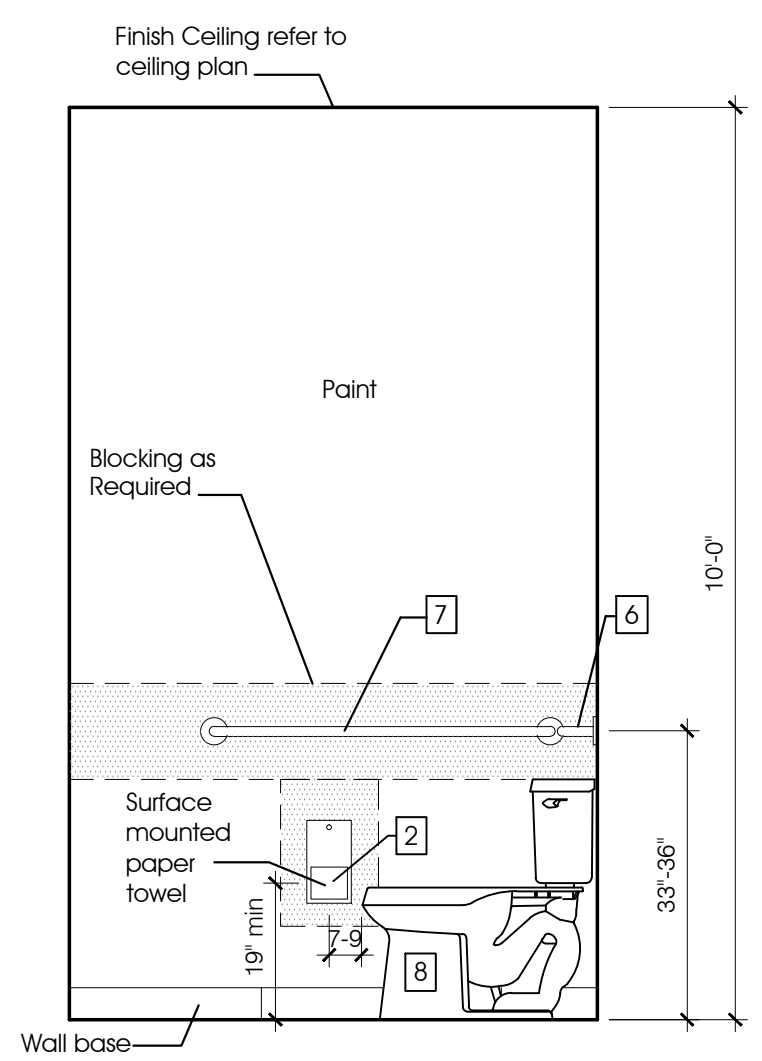 Finish Ceiling refer to
ceiling plan
Paint
Blocking as
Required
10'-0"
7
6
Surface
mounted
paper
towel
2
33"-36"
19" min
7-9
8
Wall base